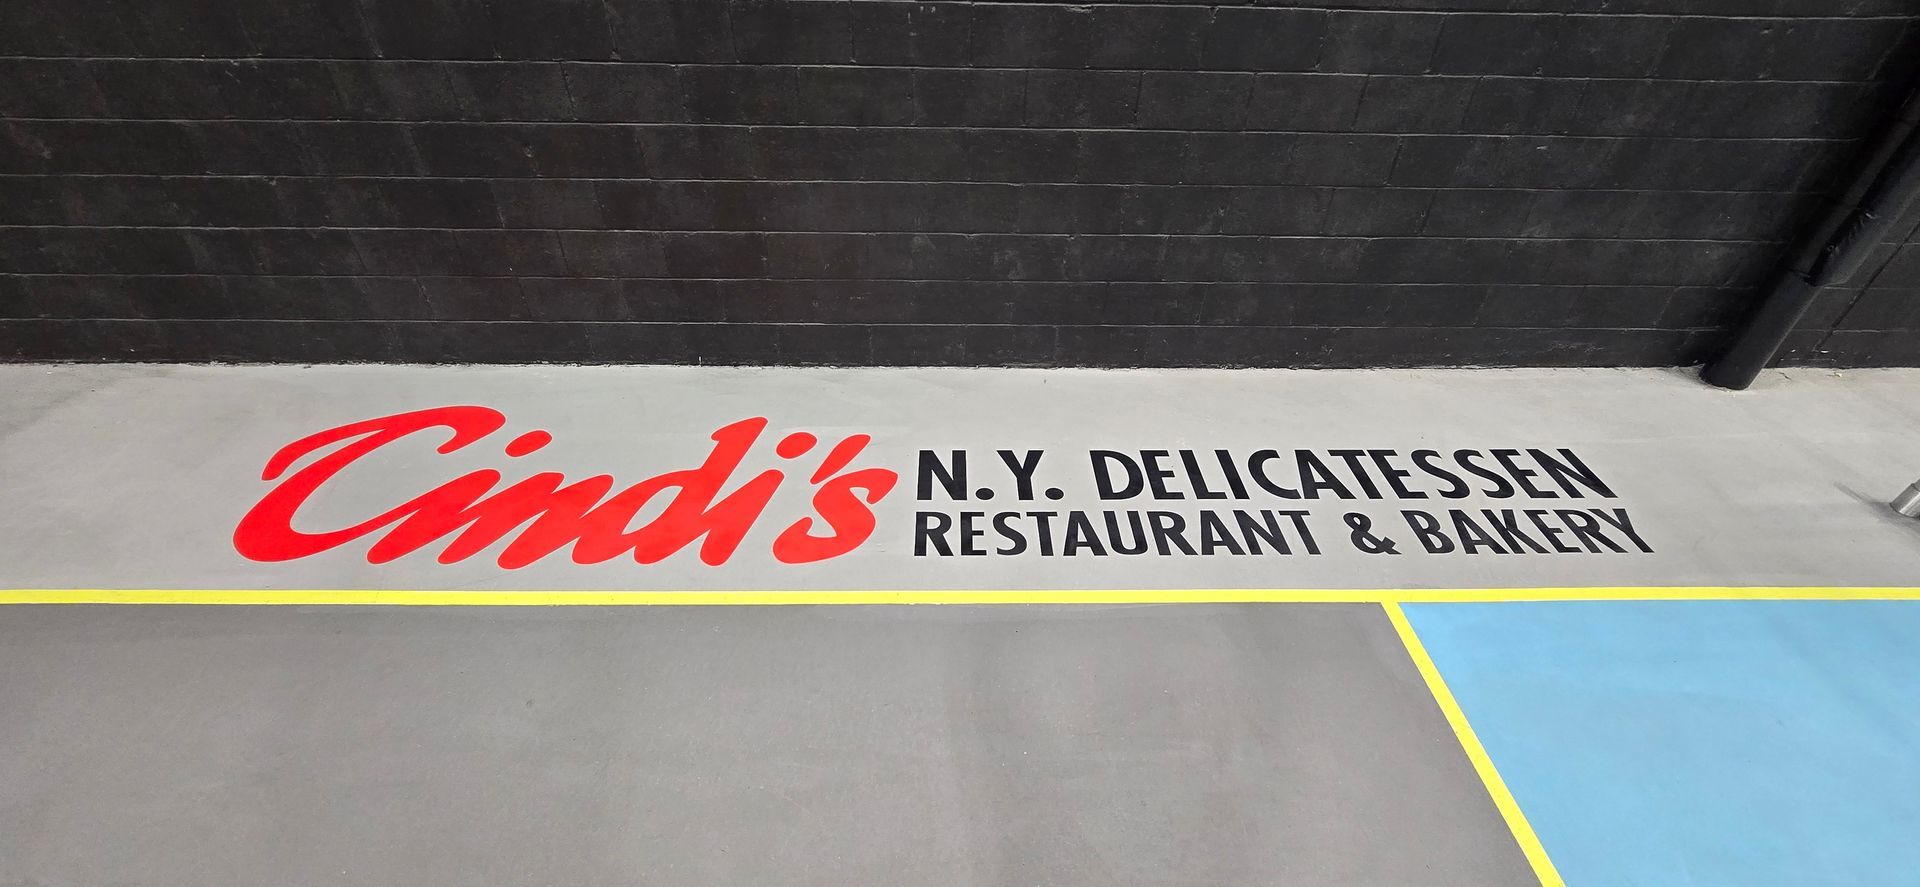 Cindi's
N.Y. DELICATESSEN
RESTAURANT & BAKERY